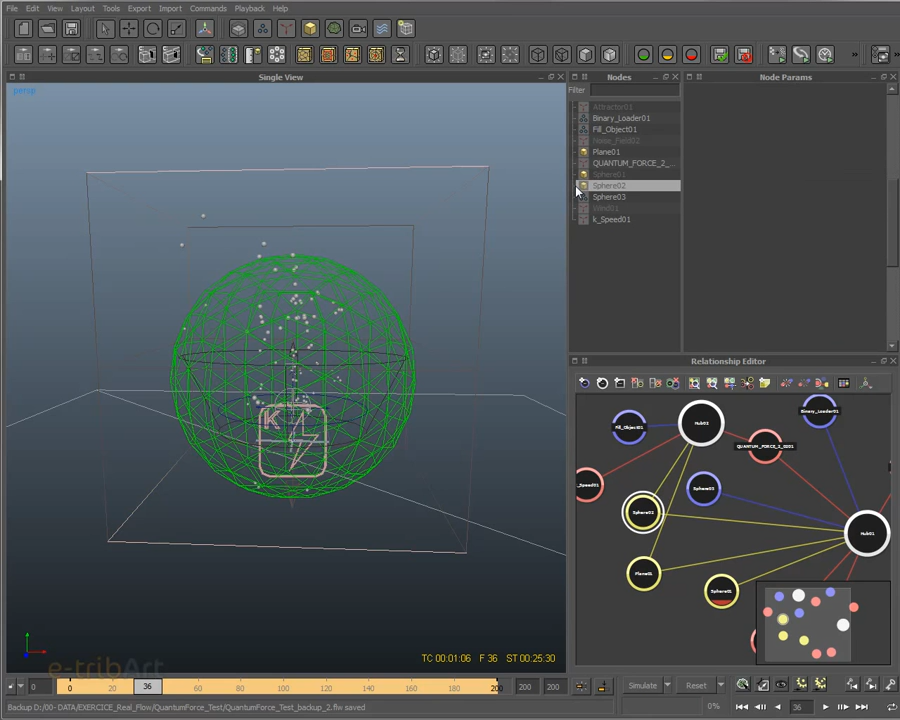 File Edit View Layout Tools Export Import Commands Playback Help
Single View
Nodes
Node Params
persp
Filter
Attractor01
Binary_Loader01
Fill_Object01
Noise_Field02
Plane01
QUANTUM_FORCE_2_...
Sphere01
Sphere02
Sphere03
Wind01
k_Speed01
K
Relationship Editor
Binary_Loader01
Fill_Object01
Hub02
QUANTUM_FORCE_2_0201
_Speed01
Sphere03
Sphere02
Hub01
Plane01
Sphere01
e-tribArt
TC 00:01:06 F 36 ST 00:25:30
0 0 20 36 60 80 100 120 140 160 200 200 200
Simulate Reset
Backup D:/00- DATA/EXERCICE_Real_Flow/QuantumForce_Test/QuantumForce_Test_backup_2.flw saved
0% 36